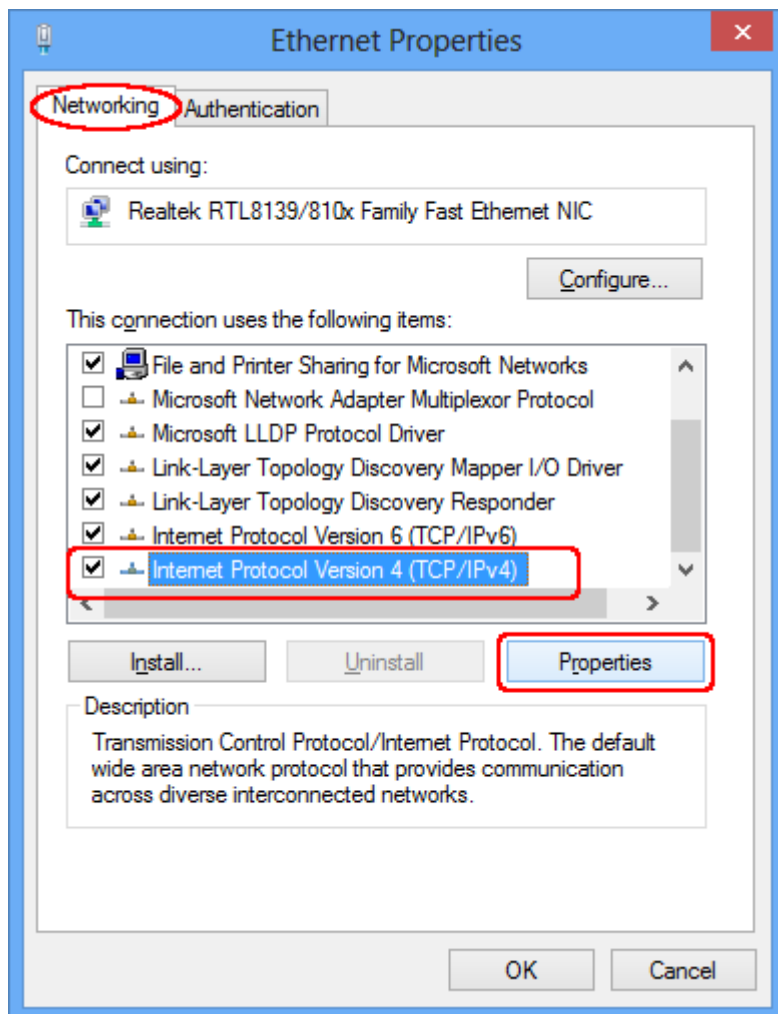 Ethernet Properties
Networking
Authentication
Connect using:
Realtek RTL8139/810x Family Fast Ethernet NIC
Configure...
This connection uses the following items:
File and Printer Sharing for Microsoft Networks
Microsoft Network Adapter Multiplexor Protocol
Microsoft LLDP Protocol Driver
Link-Layer Topology Discovery Mapper I/O Driver
Link-Layer Topology Discovery Responder
Internet Protocol Version 6 (TCP/IPv6)
Internet Protocol Version 4 (TCP/IPv4)
Install...
Uninstall
Properties
Description
Transmission Control Protocol/Internet Protocol. The default
wide area network protocol that provides communication
across diverse interconnected networks.
OK
Cancel